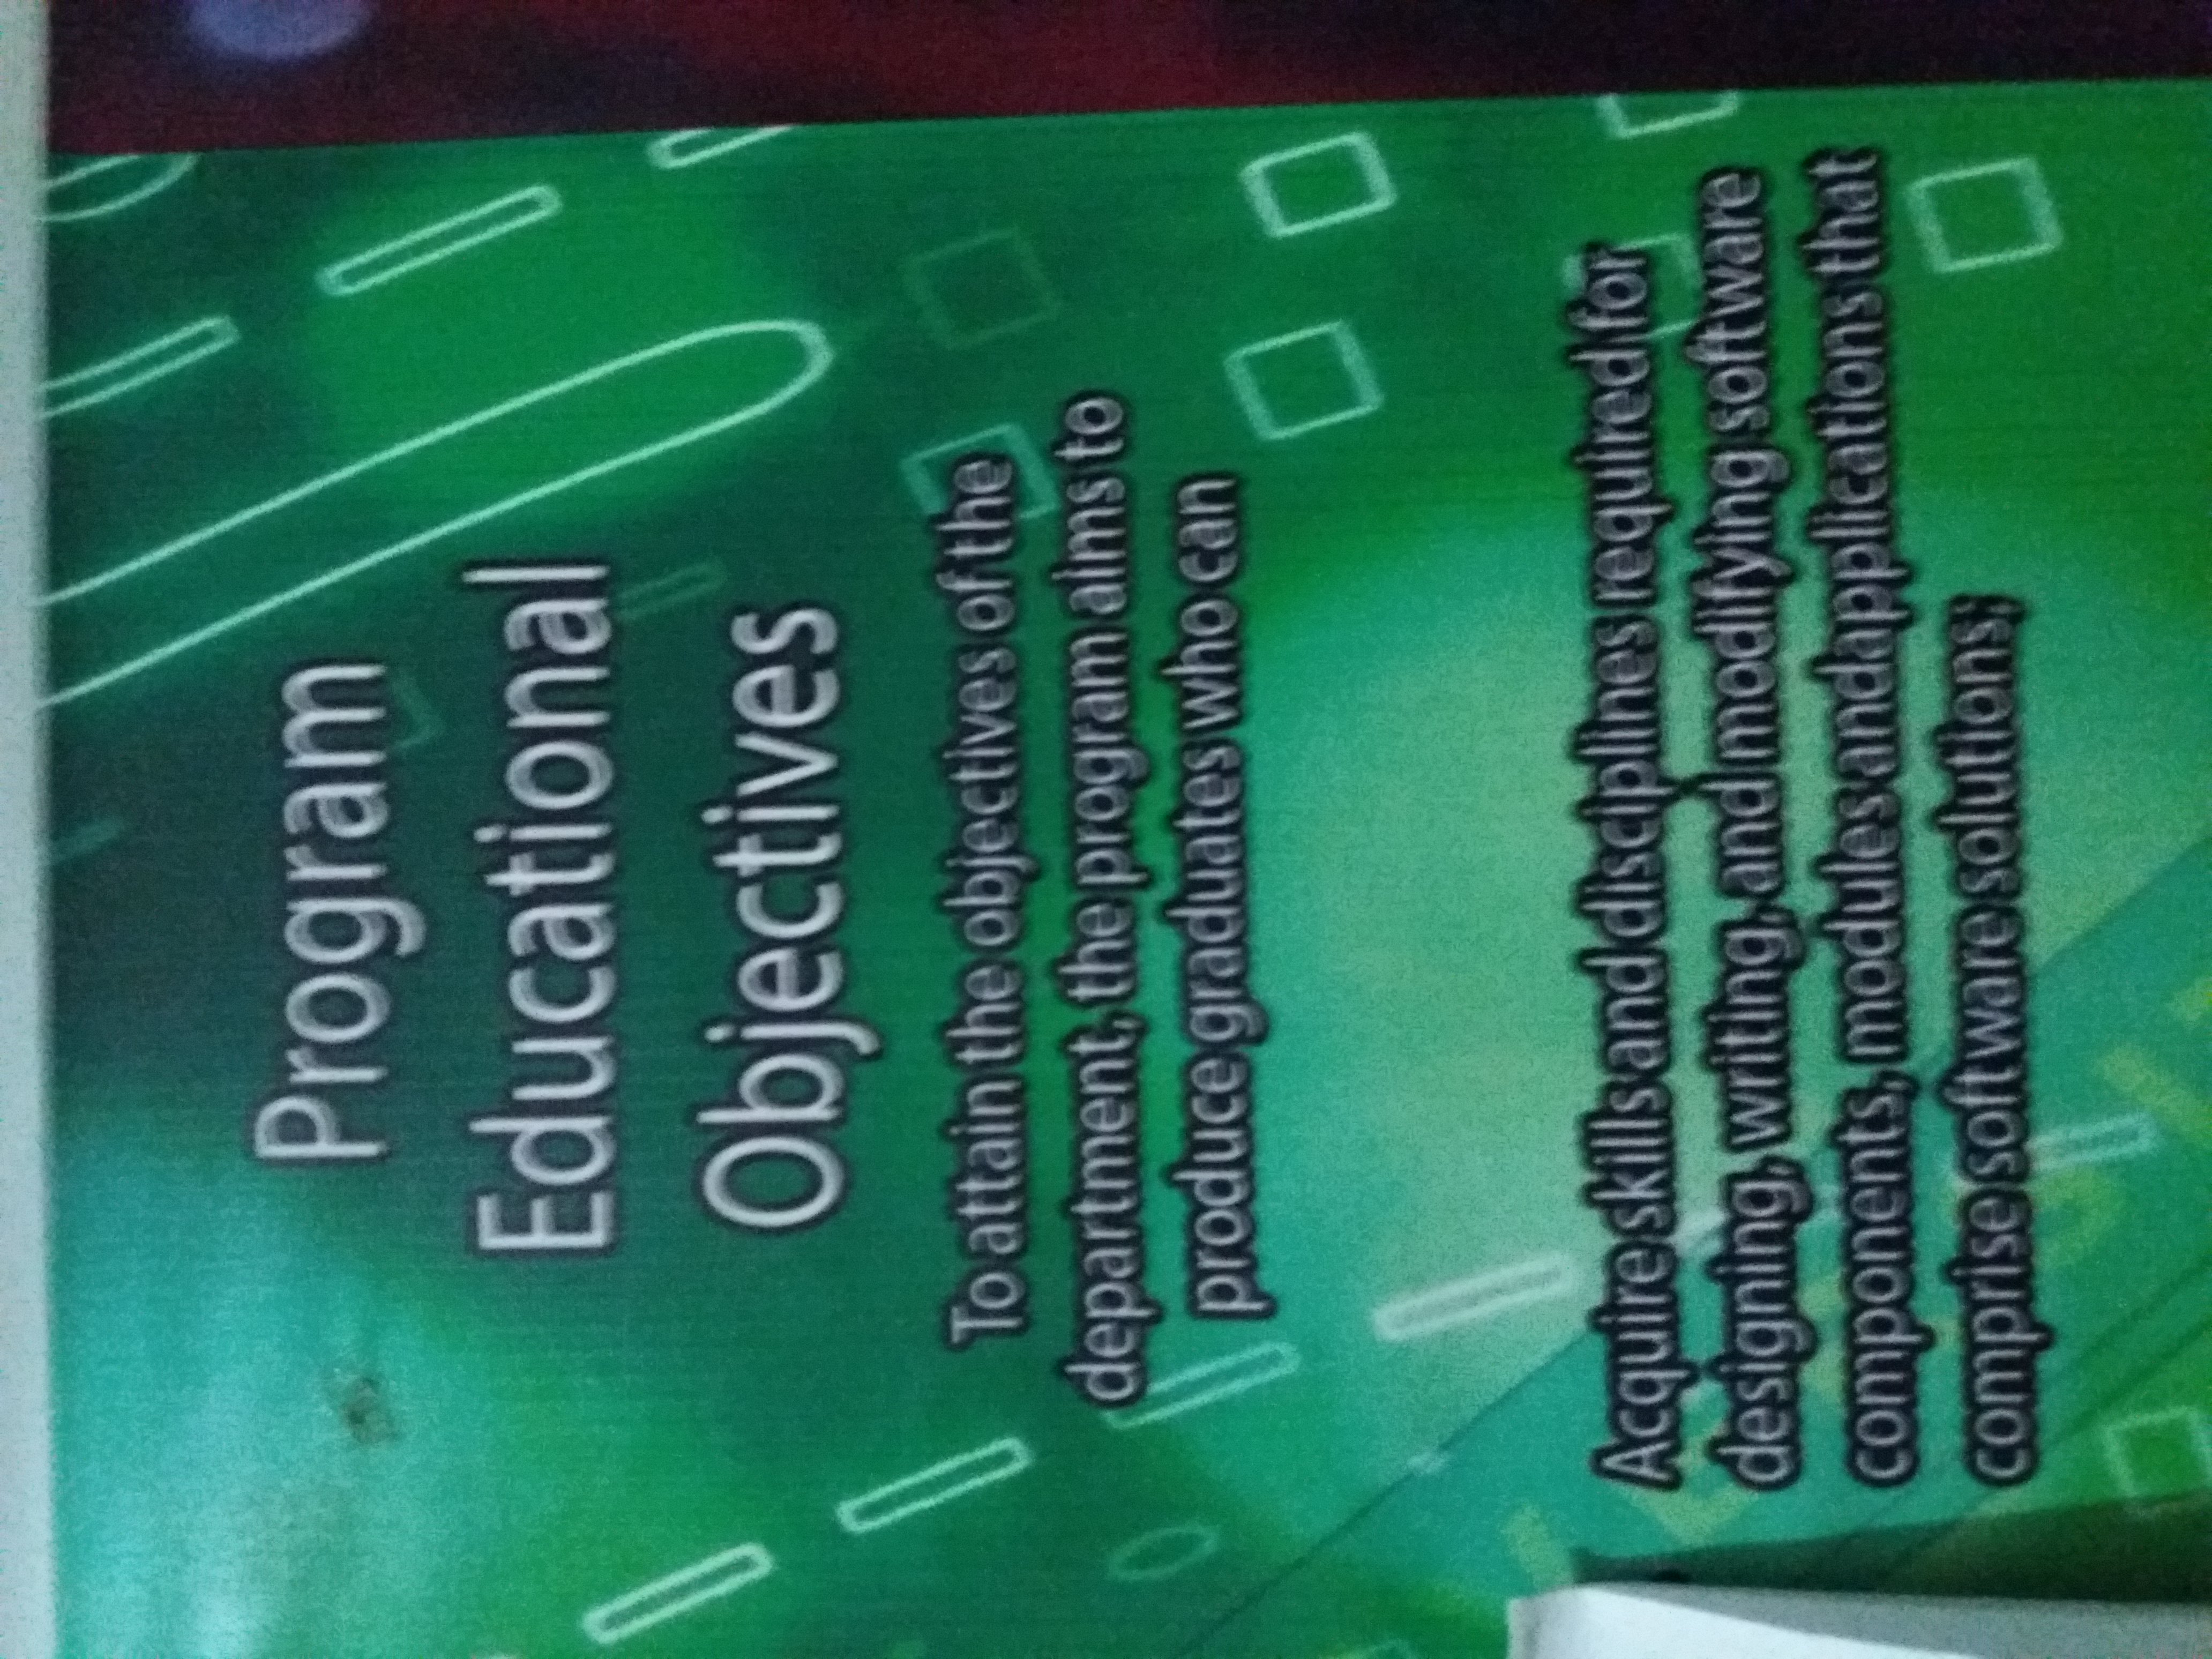 Program
Educational
Objectives
To attain the objectives of the
department, the program aims to
produce graduates who can
Acquire skills and disciplines required for
designing, writing, and modifying software
components, modules andapplications that
comprise software solutions;